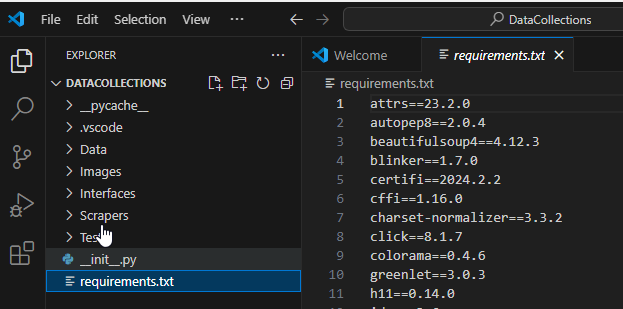 File Edit Selection View ... DataCollections
EXPLORER ...
DATACOLLECTIONS
__pycache__
.vscode
Data
Images
Interfaces
Scrapers
__init__.py
requirements.txt
Welcome requirements.txt
requirements.txt
1 attrs==23.2.0
2 autopep8==2.0.4
3 beautifulsoup4==4.12.3
4 blinker==1.7.0
5 certifi==2024.2.2
6 cffi==1.16.0
7 charset-normalizer==3.3.2
8 click==8.1.7
9 colorama==0.4.6
10 greenlet==3.0.3
11 h11==0.14.0